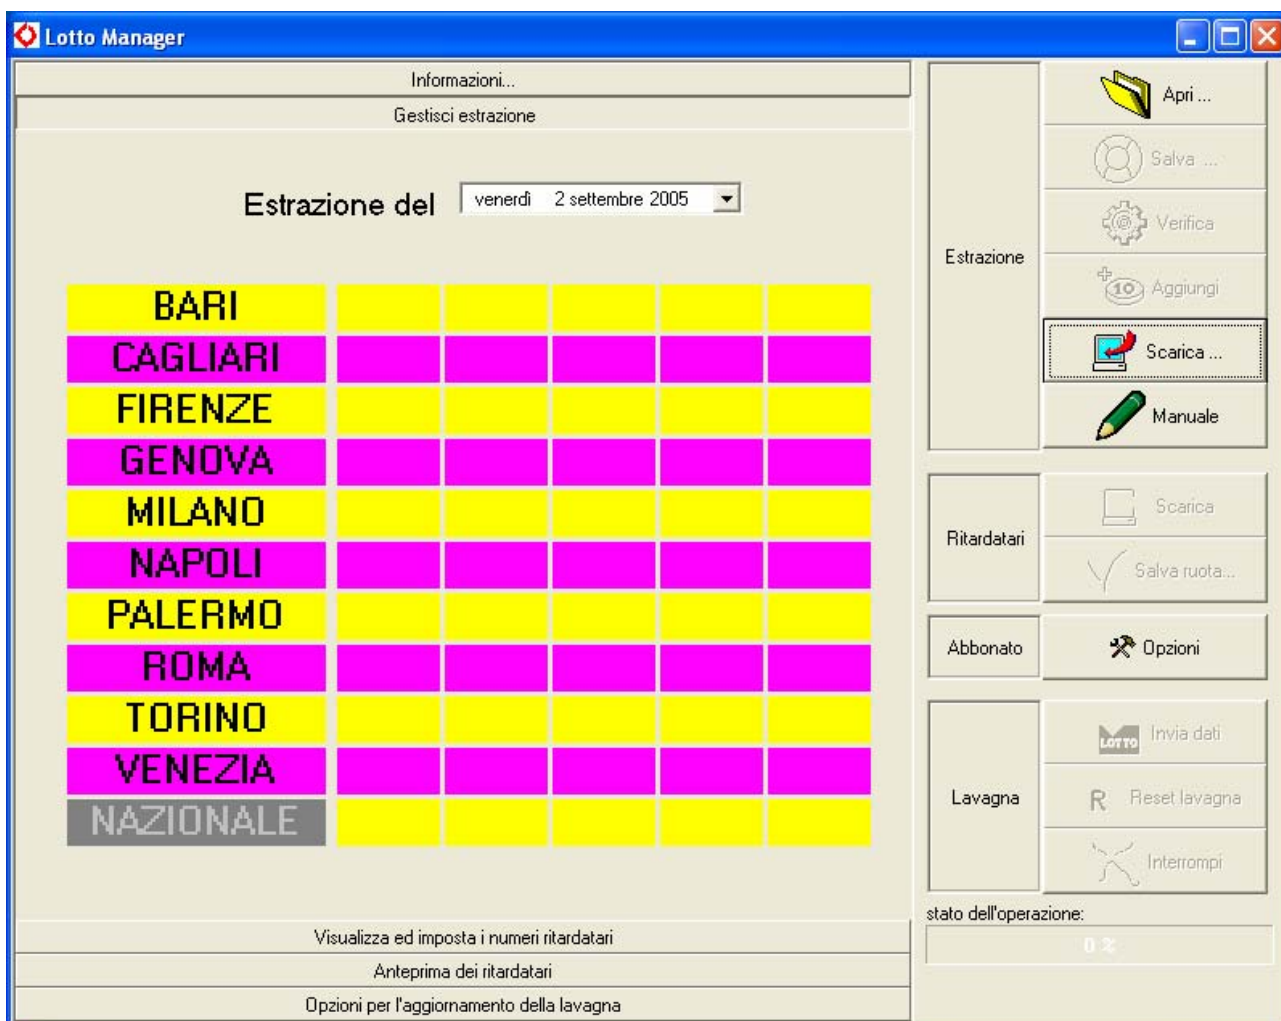 Lotto Manager
Informazioni...
Gestisci estrazione
Estrazione del venerdì 2 settembre 2005
BARI
CAGLIARI
FIRENZE
GENOVA
MILANO
NAPOLI
PALERMO
ROMA
TORINO
VENEZIA
NAZIONALE
Visualizza ed imposta i numeri ritardatari
Anteprima dei ritardatari
Opzioni per l'aggiornamento della lavagna
Estrazione
Apri ...
Salva ...
Verifica
10 Aggiungi
Scarica ...
Manuale
Ritardatari
Scarica
Salva ruota...
Abbonato
Opzioni
Lavagna
LOTTO Invia dati
R Reset lavagna
Interrompi
stato dell'operazione:
0 %